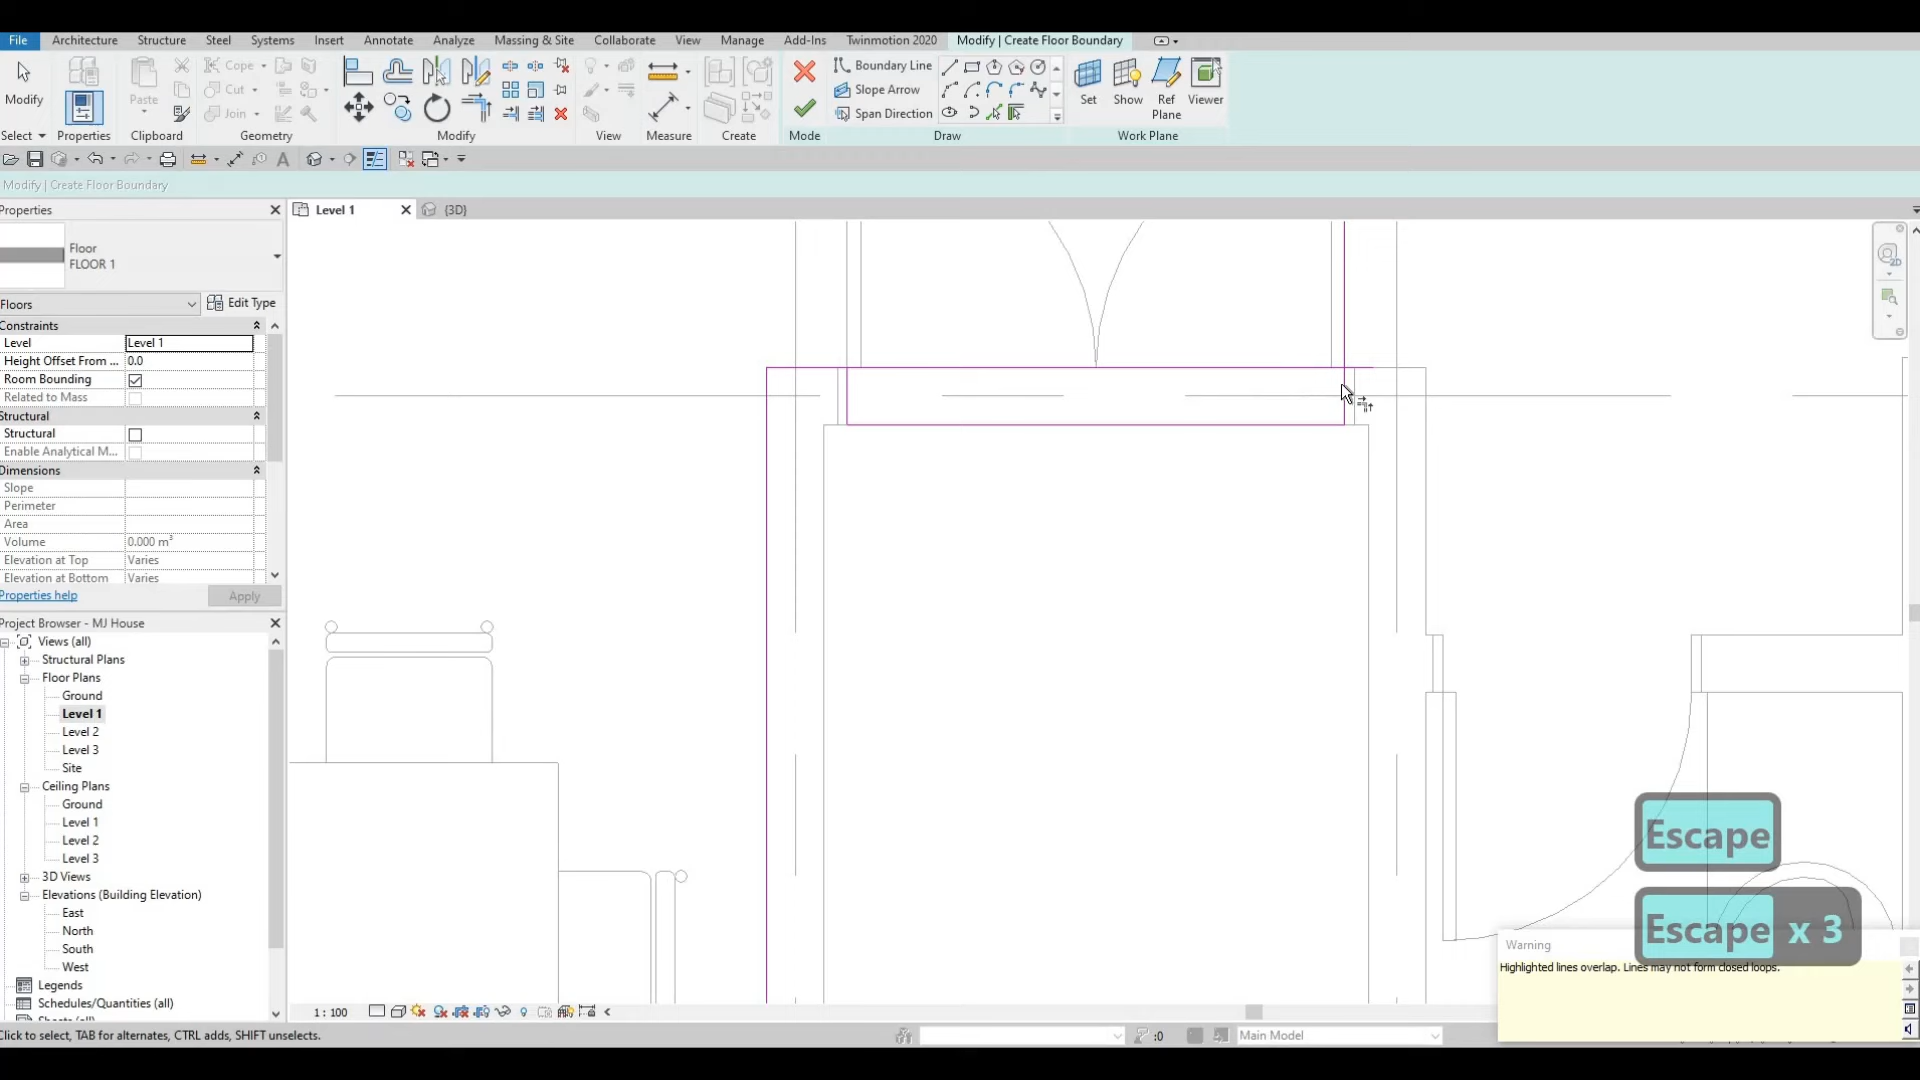 File Architecture Structure Steel Systems Insert Annotate Analyze Massing & Site Collaborate View Manage Add-Ins Twinmotion 2020 Modify | Create Floor Boundary
Modify
Paste
Cope
Cut
Join
Boundary Line
Slope Arrow
Span Direction
Set Show Ref Plane Viewer
Select Properties Clipboard Geometry Modify View Measure Create Mode Draw Work Plane
Modify | Create Floor Boundary
Properties
Level 1 {3D}
Floor
FLOOR 1
Floors Edit Type
Constraints
Level Level 1
Height Offset From ... 0.0
Room Bounding
Related to Mass
Structural
Structural
Enable Analytical M...
Dimensions
Slope
Perimeter
Area
Volume 0.000 m³
Elevation at Top Varies
Elevation at Bottom Varies
Properties help Apply
Project Browser - MJ House
Views (all)
Structural Plans
Floor Plans
Ground
Level 1
Level 2
Level 3
Site
Ceiling Plans
Ground
Level 1
Level 2
Level 3
3D Views
Elevations (Building Elevation)
East
North
South
West
Legends
Schedules/Quantities (all)
Escape
Escape x 3
Warning
Highlighted lines overlap. Lines may not form closed loops.
1 : 100
Click to select, TAB for alternates, CTRL adds, SHIFT unselects.
:0
Main Model